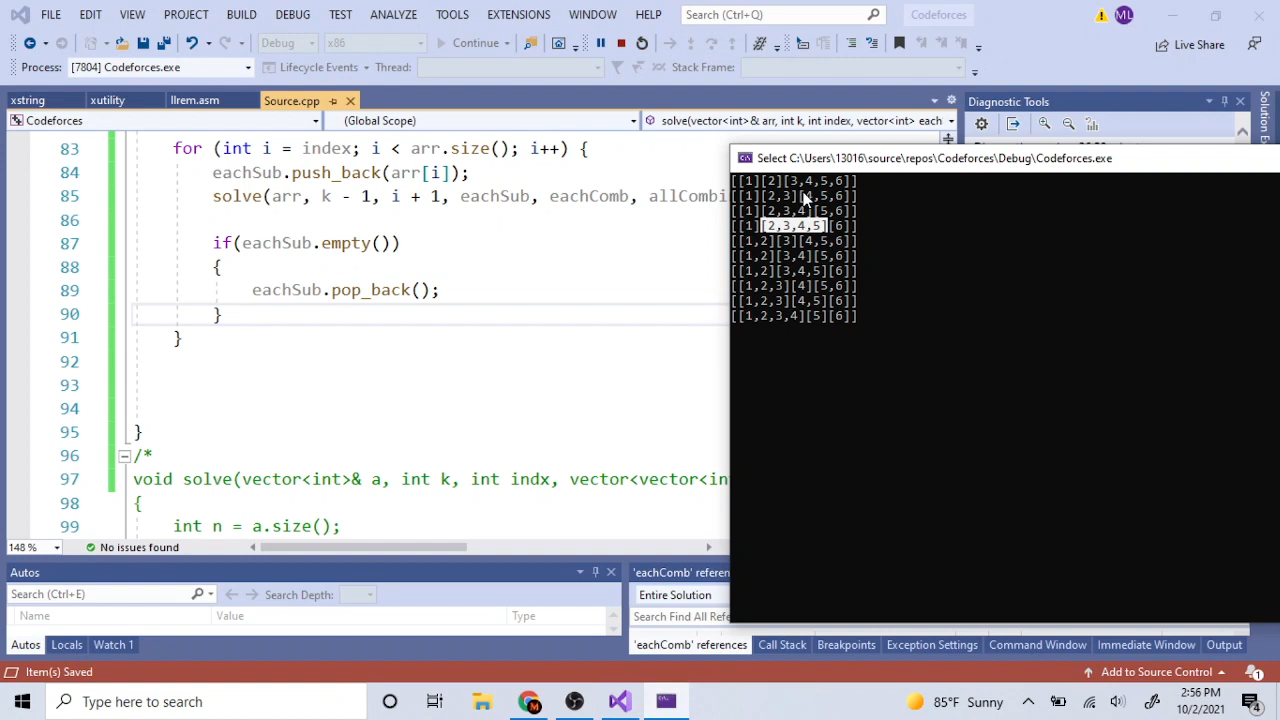 FILE EDIT VIEW PROJECT BUILD DEBUG TEST ANALYZE TOOLS EXTENSIONS WINDOW HELP Search (Ctrl+Q) Codeforces ML
Debug x86 Continue Live Share
Process: [7804] Codeforces.exe Lifecycle Events Thread: Stack Frame:
xstring xutility llrem.asm Source.cpp Diagnostic Tools Solution
Codeforces (Global Scope) solve(vector<int>& arr, int k, int index, vector<int> each
83 for (int i = index; i < arr.size(); i++) {
84 eachSub.push_back(arr[i]);
85 solve(arr, k - 1, i + 1, eachSub, eachComb, allCombi
86
87 if(eachSub.empty())
88 {
89 eachSub.pop_back();
90 }
91 }
92
93
94
95 }
96 /*
97 void solve(vector<int>& a, int k, int indx, vector<vector<in
98 {
99 int n = a.size();
148 % No issues found
Select C:\Users\13016\source\repos\Codeforces\Debug\Codeforces.exe
[[1][2][3,4,5,6]]
[[1][2,3][4,5,6]]
[[1][2,3,4][5,6]]
[[1][2,3,4,5][6]]
[[1,2][3][4,5,6]]
[[1,2][3,4][5,6]]
[[1,2][3,4,5][6]]
[[1,2,3][4][5,6]]
[[1,2,3][4,5][6]]
[[1,2,3,4][5][6]]
Autos
Search (Ctrl+E) Search Depth:
Name Value Type
Autos Locals Watch 1
'eachComb' referen
Entire Solution
Search Find All Refe
'eachComb' references Call Stack Breakpoints Exception Settings Command Window Immediate Window Output
Item(s) Saved Add to Source Control 1
Type here to search 85°F Sunny 2:56 PM
10/2/2021 4